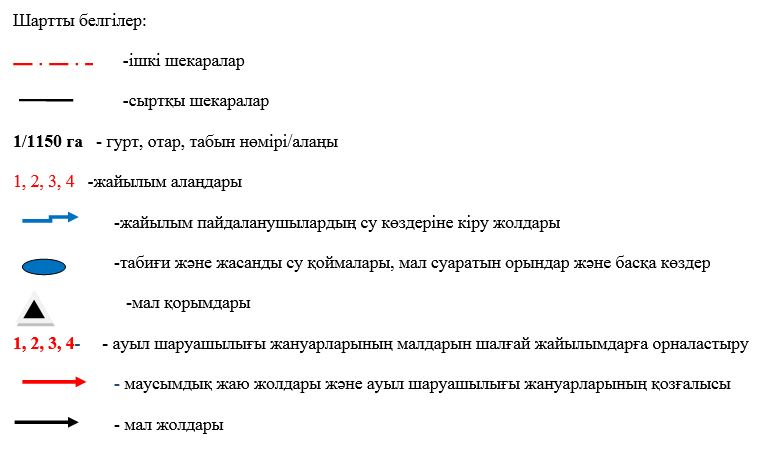 Шартты белгілер:
-ішкі шекаралар
-сыртқы шекаралар
1/1150 га - гурт, отар, табын нөмірі/алаңы
1, 2, 3, 4 -жайылым алаңдары
-жайылым пайдаланушылардың су көздеріне кіру жолдары
-табиғи және жасанды су қоймалары, мал суаратын орындар және басқа көздер
-мал қорымдары
1, 2, 3, 4- - ауыл шаруашылығы жануарларының малдарын шалғай жайылымдарға орналастыру
- маусымдық жаю жолдары және ауыл шаруашылығы жануарларының қозғалысы
- мал жолдары